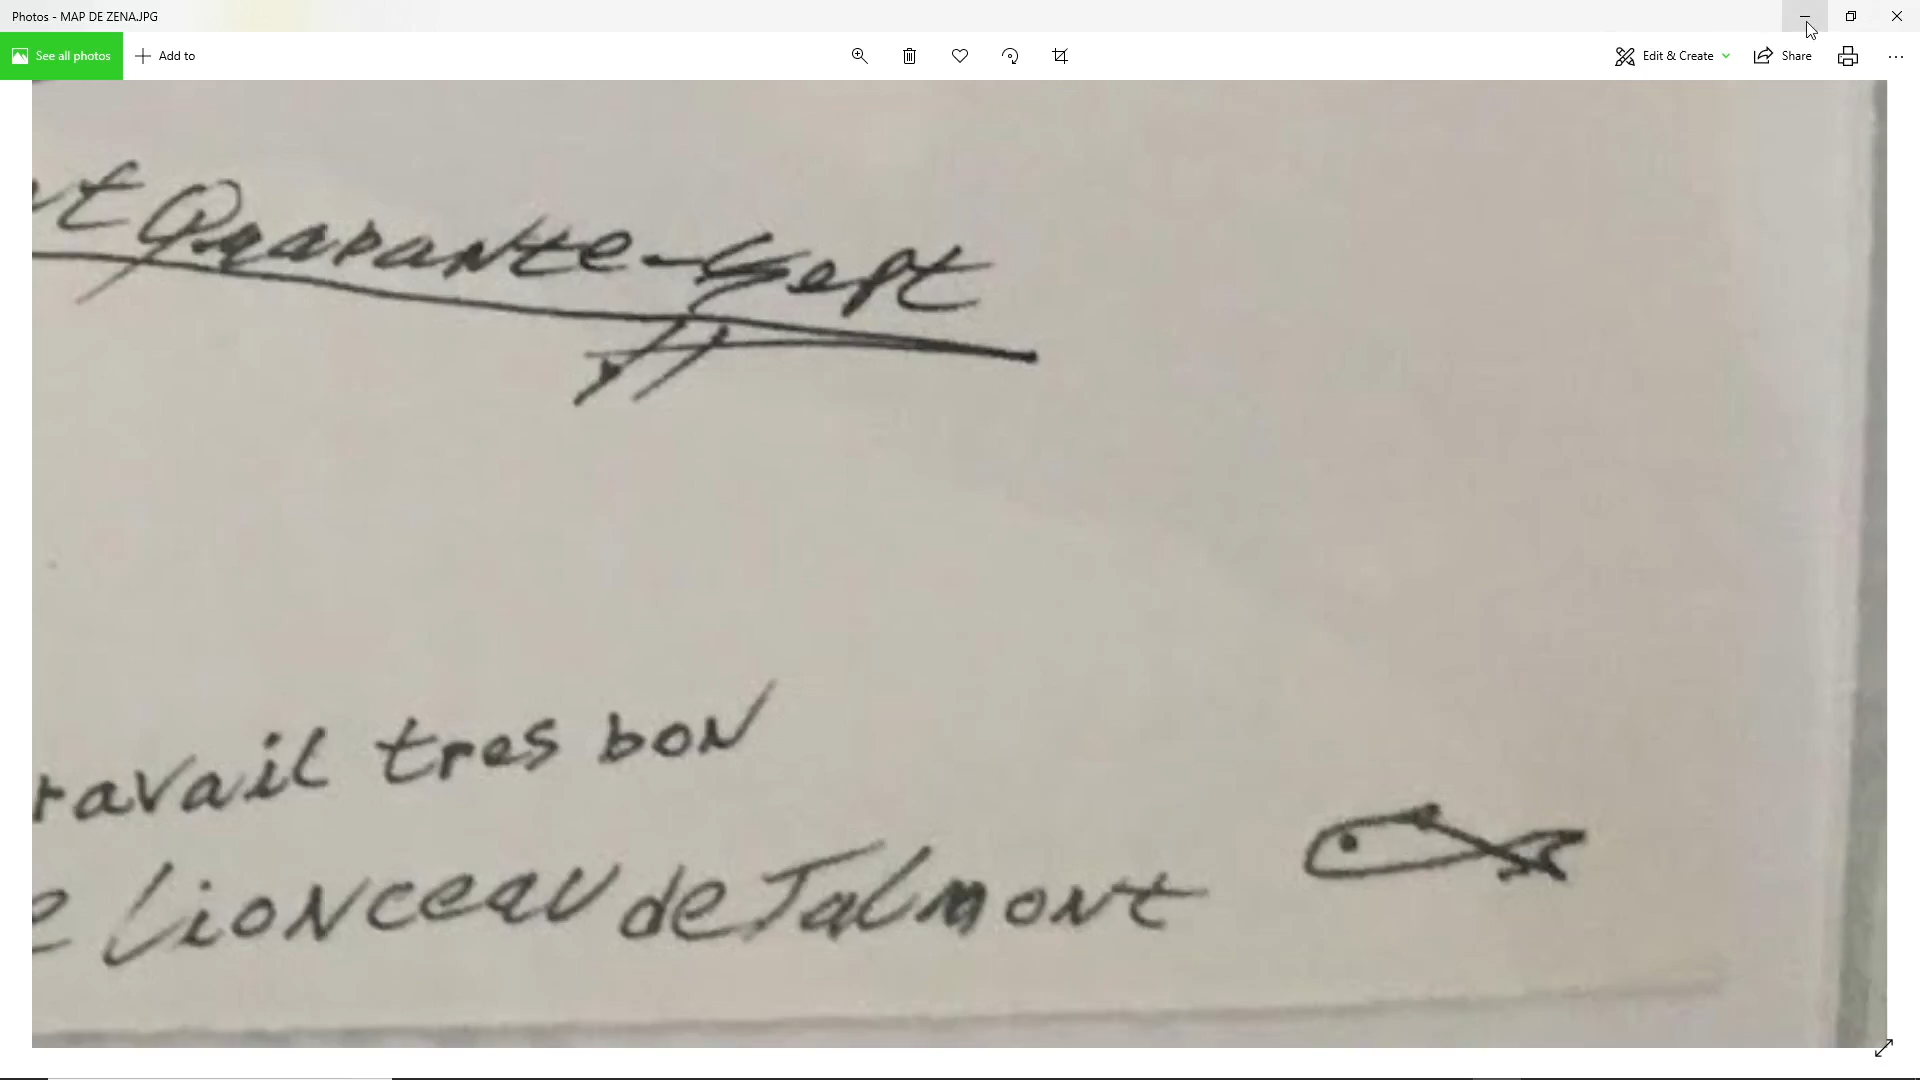 Photos - MAP DE ZENA.JPG
See all photos
Add to
Edit & Create
Share
Quarante-Sept
ravail tres bon
e Lionceau de Talmont